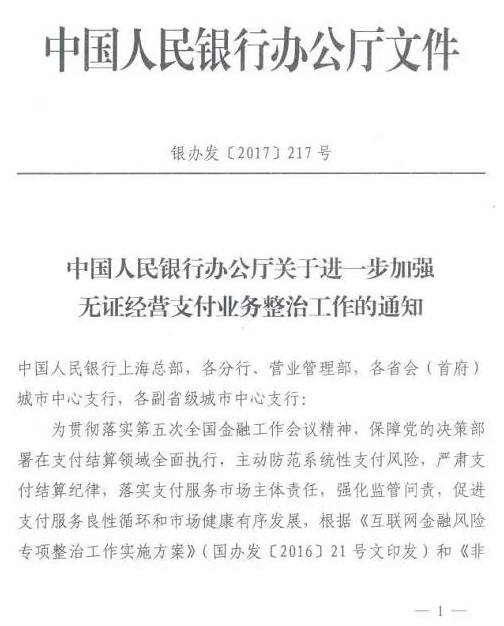 中国人民银行办公厅文件
银办发〔2017〕217号
中国人民银行办公厅关于进一步加强
无证经营支付业务整治工作的通知
中国人民银行上海总部，各分行、营业管理部，各省会（首府）
城市中心支行，各副省级城市中心支行：
为贯彻落实第五次全国金融工作会议精神，保障党的决策部
署在支付结算领域全面执行，主动防范系统性支付风险，严肃支
付结算纪律，落实支付服务市场主体责任，强化监管问责，促进
支付服务良性循环和市场健康有序发展，根据《互联网金融风险
专项整治工作实施方案》（国办发〔2016〕21号文印发）和《非
— 1 —